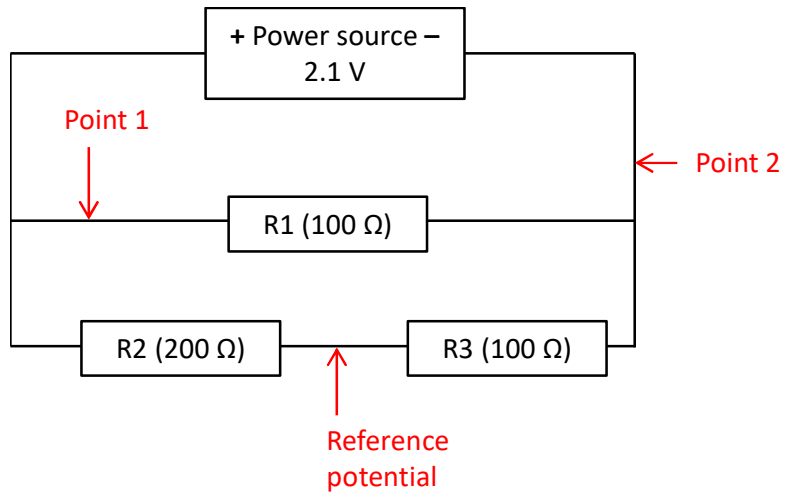 + Power source –
2.1 V
Point 1
Point 2
R1 (100 Ω)
R2 (200 Ω)
R3 (100 Ω)
Reference
potential